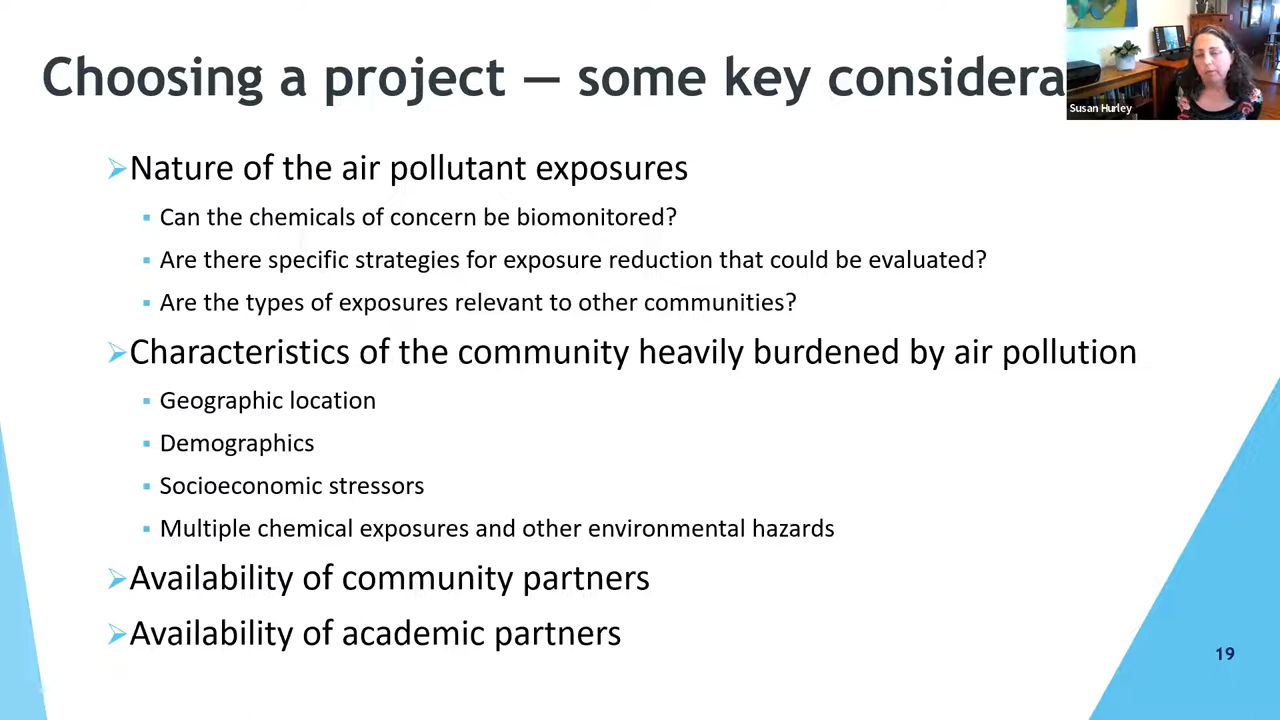 Choosing a project — some key considera
Susan Hurley
Nature of the air pollutant exposures
Can the chemicals of concern be biomonitored?
Are there specific strategies for exposure reduction that could be evaluated?
Are the types of exposures relevant to other communities?
Characteristics of the community heavily burdened by air pollution
Geographic location
Demographics
Socioeconomic stressors
Multiple chemical exposures and other environmental hazards
Availability of community partners
Availability of academic partners
19